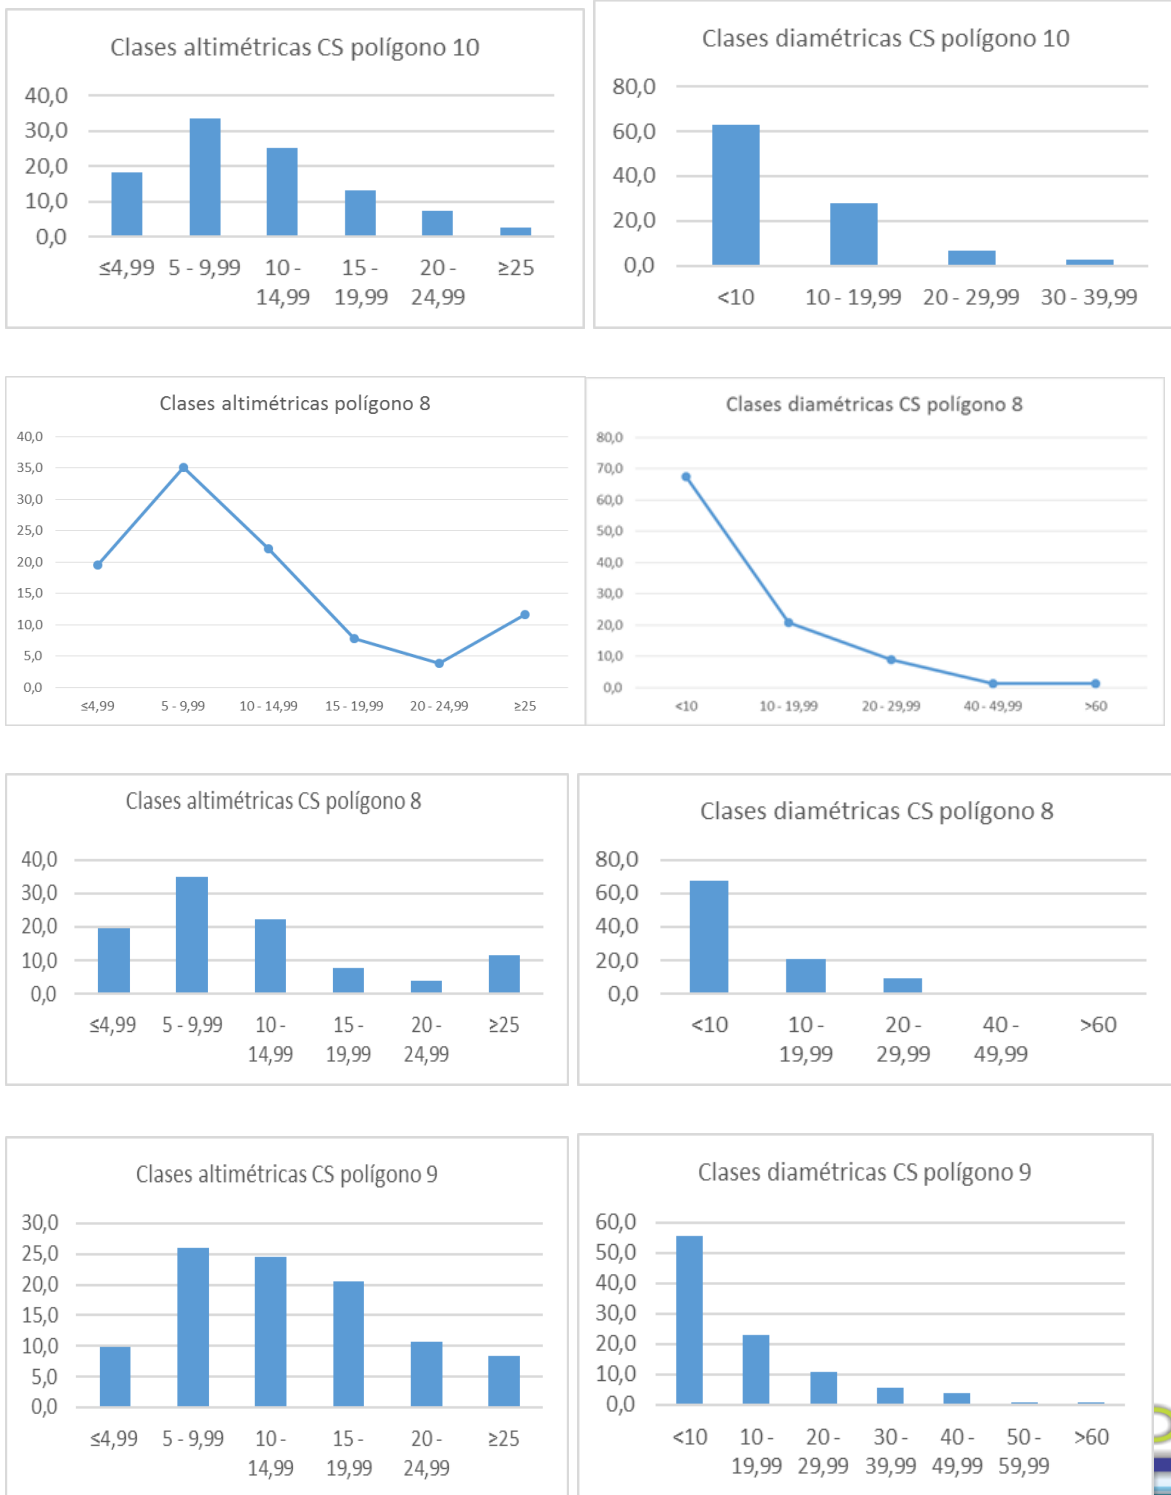 Clases altimétricas CS polígono 10
40,0
30,0
20,0
10,0
0,0
≤4,99 5 - 9,99 10 - 15 - 20 - ≥25
14,99 19,99 24,99
Clases diamétricas CS polígono 10
80,0
60,0
40,0
20,0
0,0
<10 10 - 19,99 20 - 29,99 30 - 39,99
Clases altimétricas polígono 8
40,0
35,0
30,0
25,0
20,0
15,0
10,0
5,0
0,0
≤4,99 5 - 9,99 10 - 14,99 15 - 19,99 20 - 24,99 ≥25
Clases diamétricas CS polígono 8
80,0
70,0
60,0
50,0
40,0
30,0
20,0
10,0
0,0
<10 10 - 19,99 20 - 29,99 40 - 49,99 >60
Clases altimétricas CS polígono 8
40,0
30,0
20,0
10,0
0,0
≤4,99 5 - 9,99 10 - 15 - 20 - ≥25
14,99 19,99 24,99
Clases diamétricas CS polígono 8
80,0
60,0
40,0
20,0
0,0
<10 10 - 20 - 40 - >60
19,99 29,99 49,99
Clases altimétricas CS polígono 9
30,0
25,0
20,0
15,0
10,0
5,0
0,0
≤4,99 5 - 9,99 10 - 15 - 20 - ≥25
14,99 19,99 24,99
Clases diamétricas CS polígono 9
60,0
50,0
40,0
30,0
20,0
10,0
0,0
<10 10 - 20 - 30 - 40 - 50 - >60
19,99 29,99 39,99 49,99 59,99